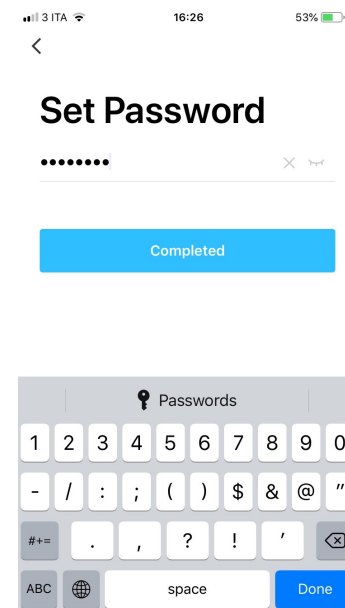 3 ITA 16:26 53%
Set Password
••••••••
Completed
Passwords
1 2 3 4 5 6 7 8 9 0
- / : ; ( ) $ & @ "
#+= . , ? ! '
ABC space Done